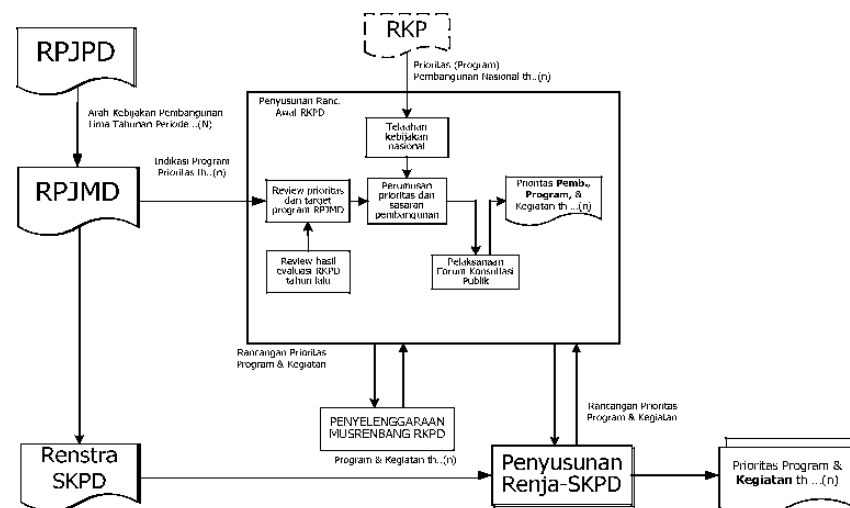 RPJPD
RKP
Prioritas (Program)
Pembangunan Nasional th..(n)
Arah Kebijakan Pembangunan
Lima Tahunan Periode ..(N)
Penyusunan Ranc.
Awal RKPD
Telaahan
kebijakan
nasional
Indikasi Program
Prioritas th..(n)
RPJMD
Review prioritas
dan target
program RPJMD
Perumusan
prioritas dan
sasaran
pembangunan
Prioritas Pemb.,
Program, &
Kegiatan th ...(n)
Review hasil
evaluasi RKPD
tahun lalu
Pelaksanaan
Forum Konsultasi
Publik
Rancangan Prioritas
Program & Kegiatan
PENYELENGGARAAN
MUSRENBANG RKPD
Rancangan Prioritas
Program & Kegiatan
Renstra
SKPD
Program & Kegiatan th..(n)
Penyusunan
Renja-SKPD
Prioritas Program &
Kegiatan th ...(n)